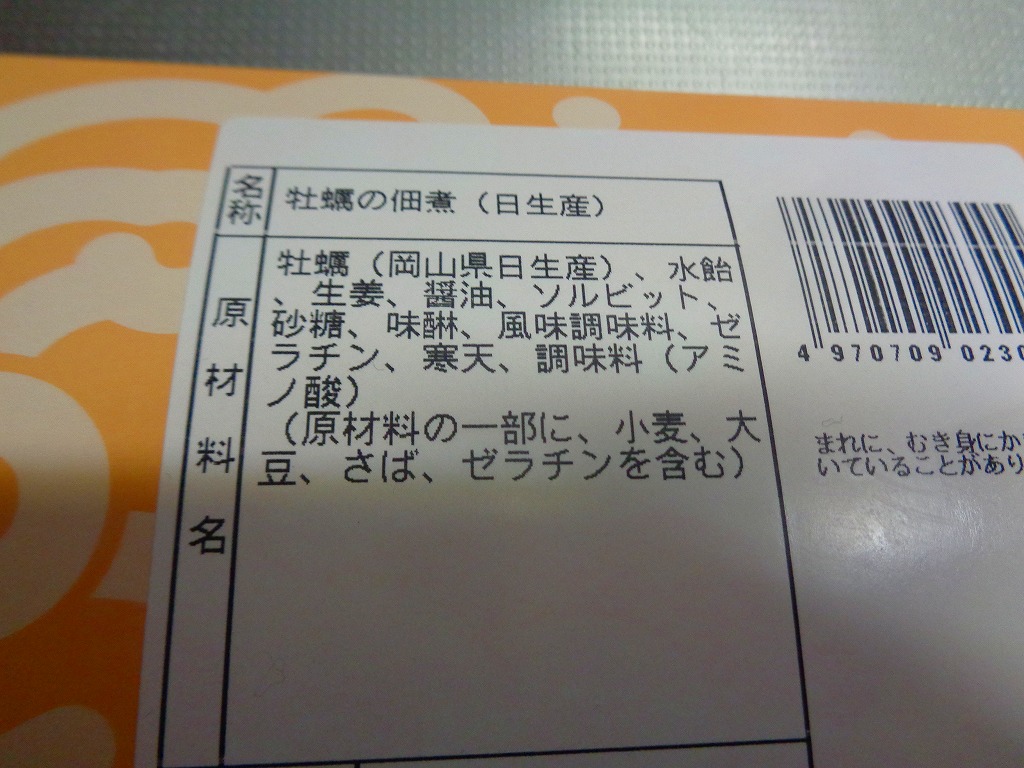 名称
牡蠣の佃煮（日生産）
原材料名
牡蠣（岡山県日生産）、水飴
、生姜、醤油、ソルビット、
砂糖、味醂、風味調味料、ゼ
ラチン、寒天、調味料（アミ
ノ酸）
（原材料の一部に、小麦、大
豆、さば、ゼラチンを含む）
4 970709 0230
まれに、むき身にか
いていることがあり